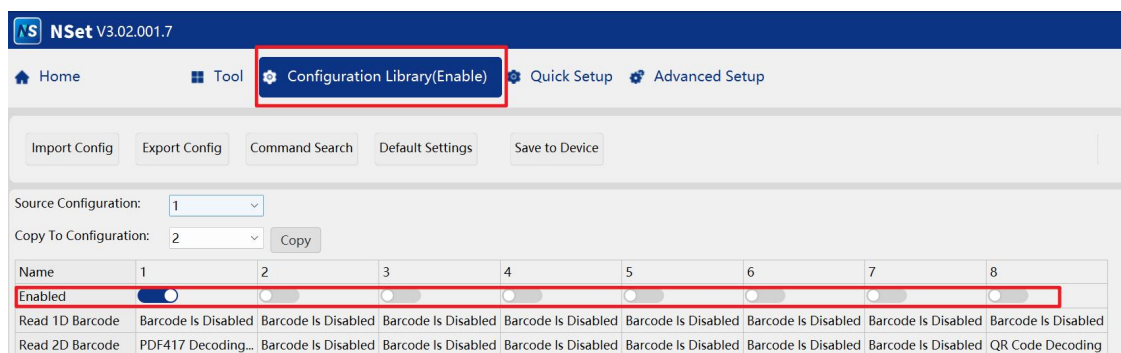 NS NSet V3.02.001.7
Home Tool Configuration Library(Enable) Quick Setup Advanced Setup
Import Config Export Config Command Search Default Settings Save to Device
Source Configuration: 1
Copy To Configuration: 2 Copy
Name 1 2 3 4 5 6 7 8
Enabled
Read 1D Barcode Barcode Is Disabled Barcode Is Disabled Barcode Is Disabled Barcode Is Disabled Barcode Is Disabled Barcode Is Disabled Barcode Is Disabled Barcode Is Disabled
Read 2D Barcode PDF417 Decoding... Barcode Is Disabled Barcode Is Disabled Barcode Is Disabled Barcode Is Disabled Barcode Is Disabled Barcode Is Disabled QR Code Decoding